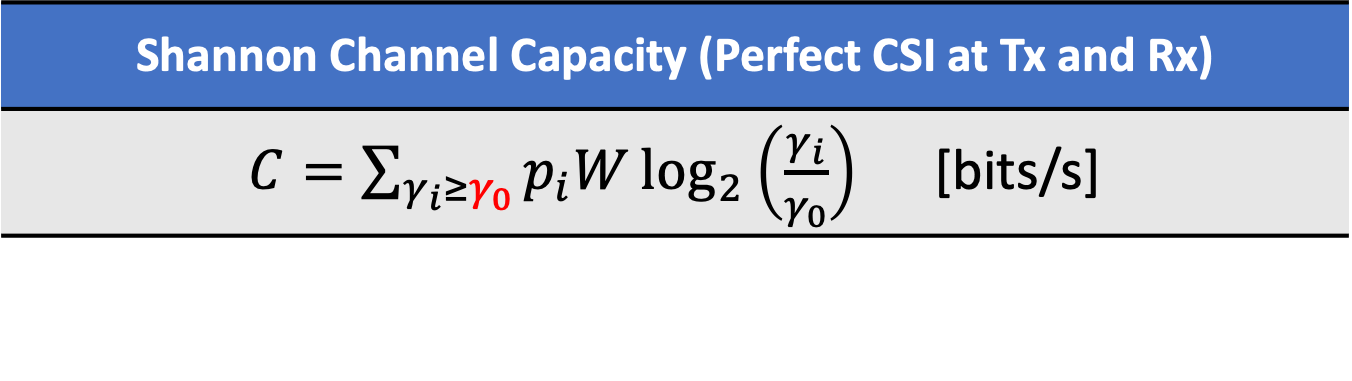 Shannon Channel Capacity (Perfect CSI at Tx and Rx)
C = ∑_{γ_i≥γ_0} p_i W log_2 (γ_i/γ_0) [bits/s]